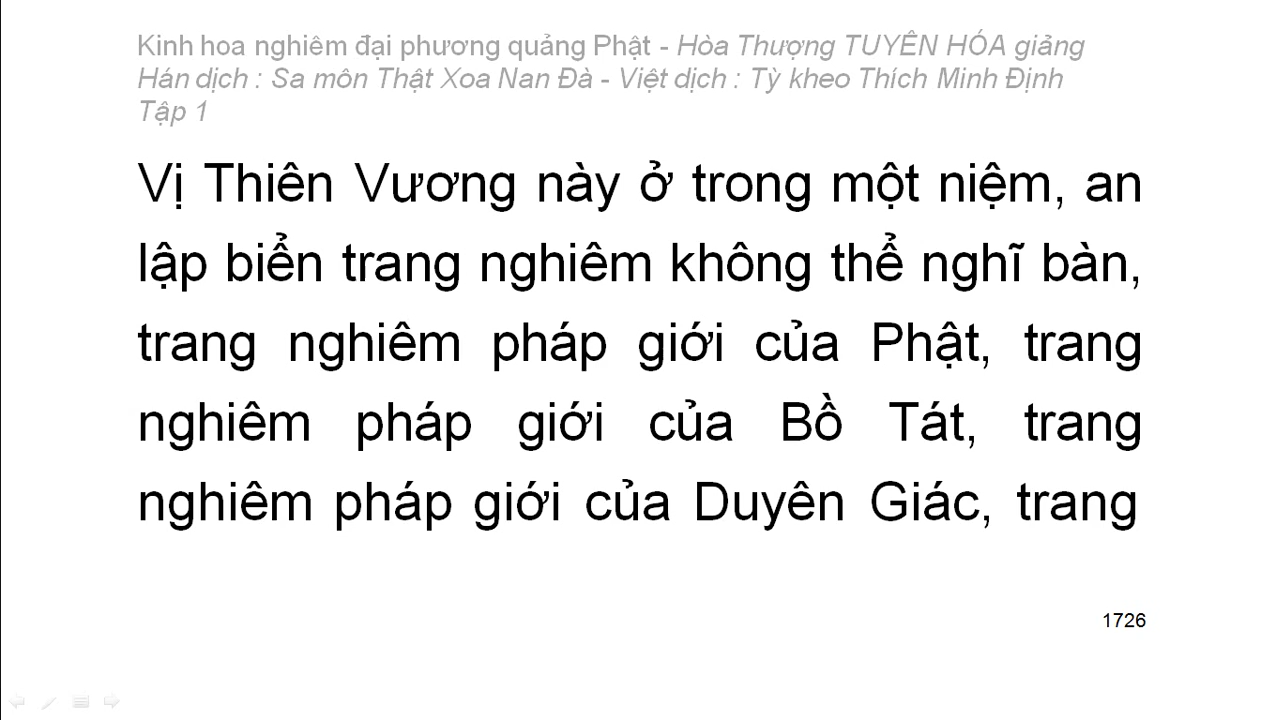 Kinh hoa nghiêm đại phương quảng Phật - Hòa Thượng TUYÊN HÓA giảng
Hán dịch : Sa môn Thật Xoa Nan Đà - Việt dịch : Tỳ kheo Thích Minh Định
Tập 1
Vị Thiên Vương này ở trong một niệm, an
lập biển trang nghiêm không thể nghĩ bàn,
trang nghiêm pháp giới của Phật, trang
nghiêm pháp giới của Bồ Tát, trang
nghiêm pháp giới của Duyên Giác, trang
1726